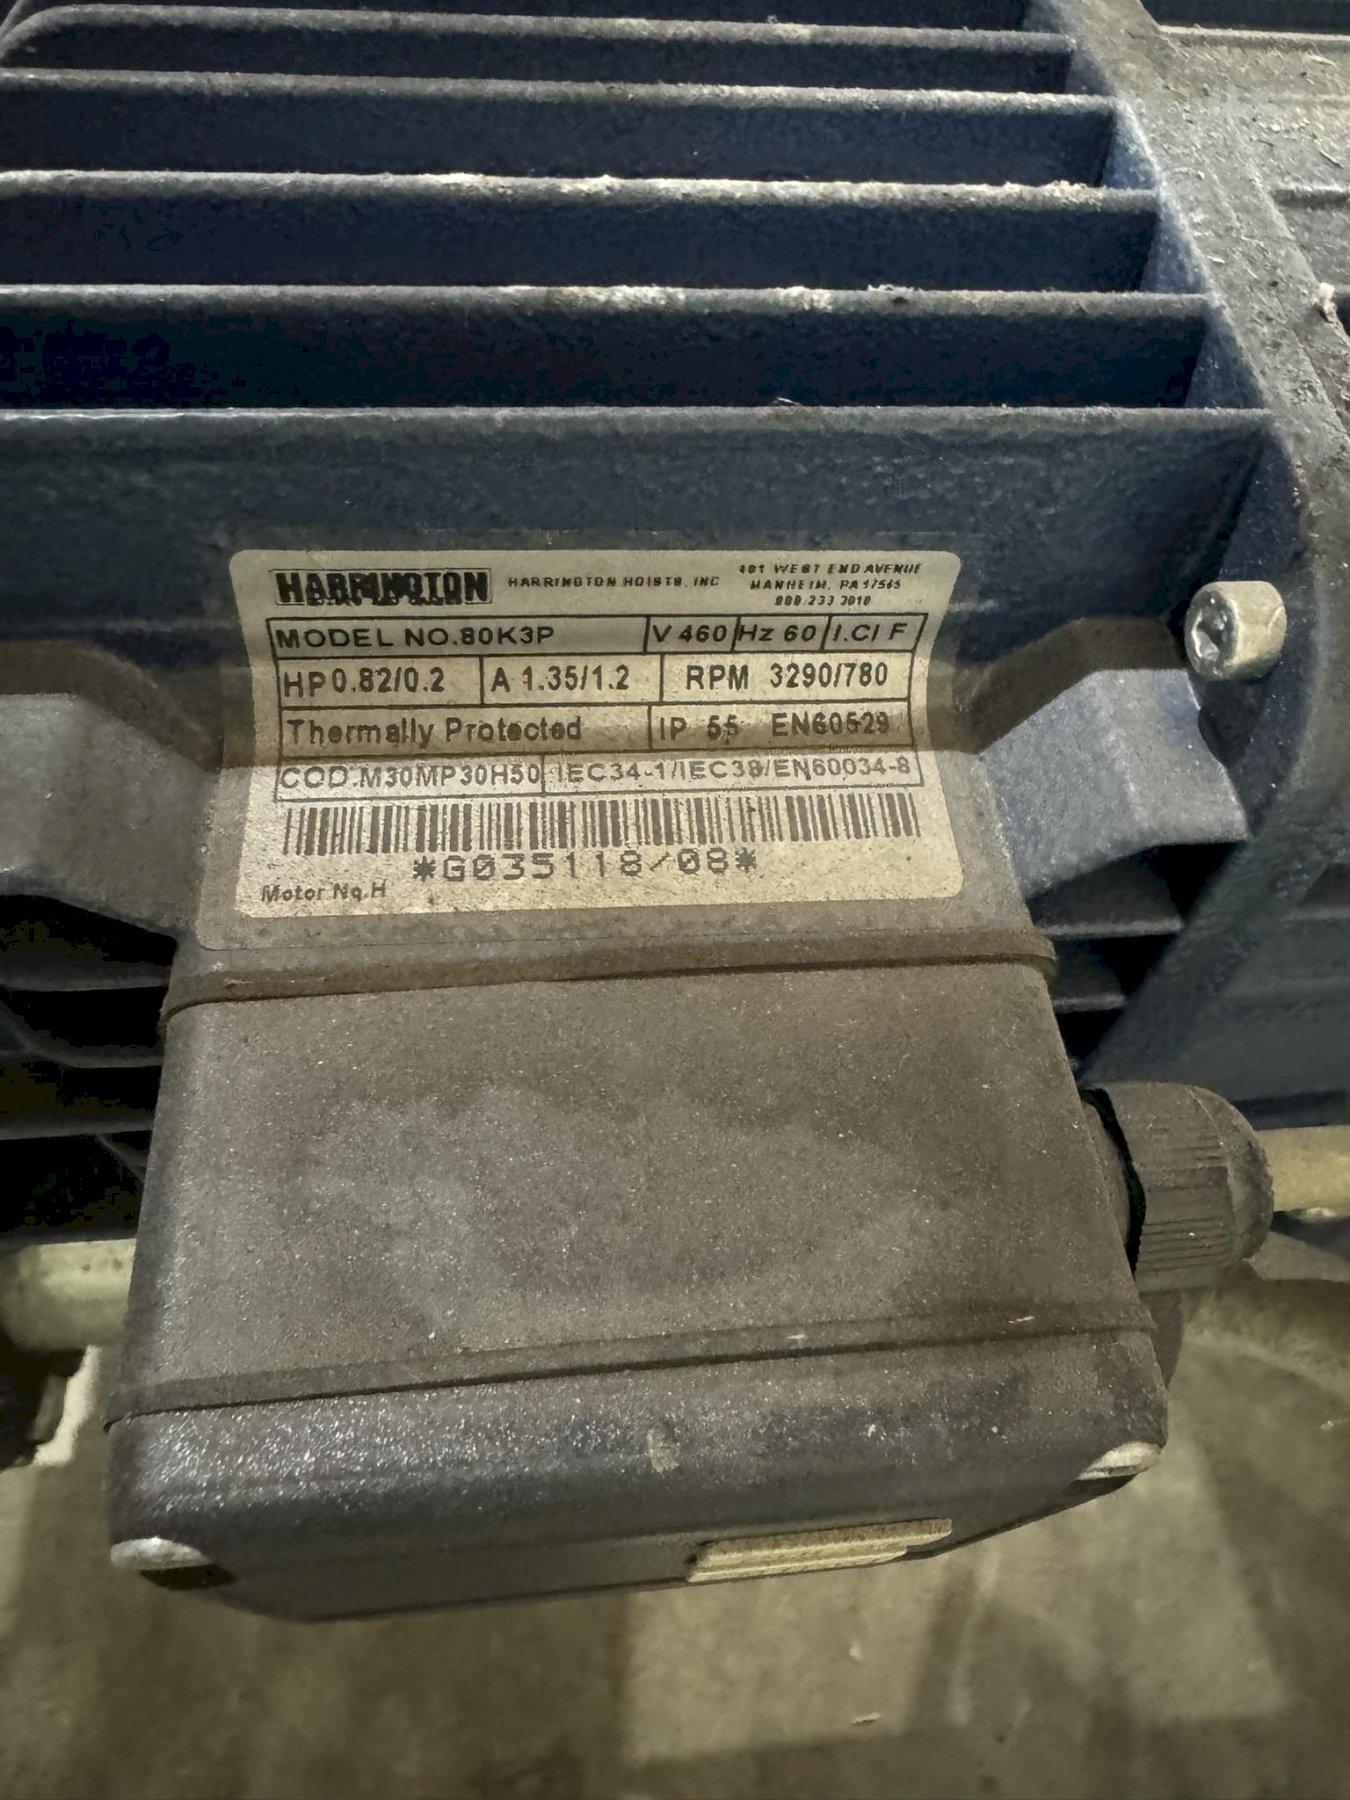 HARRINGTON HARRINGTON HOISTS, INC 401 WEST END AVENUE
MANHEIM, PA 17545
800 233 3010
MODEL NO.80K3P V 460 Hz 60 I.Cl F
HP0.82/0.2 A 1.35/1.2 RPM 3290/780
Thermally Protected IP 55 EN60529
COD.M30MP30H50 IEC34-1/IEC38/EN60034-8
*G035118/08*
Motor No.H